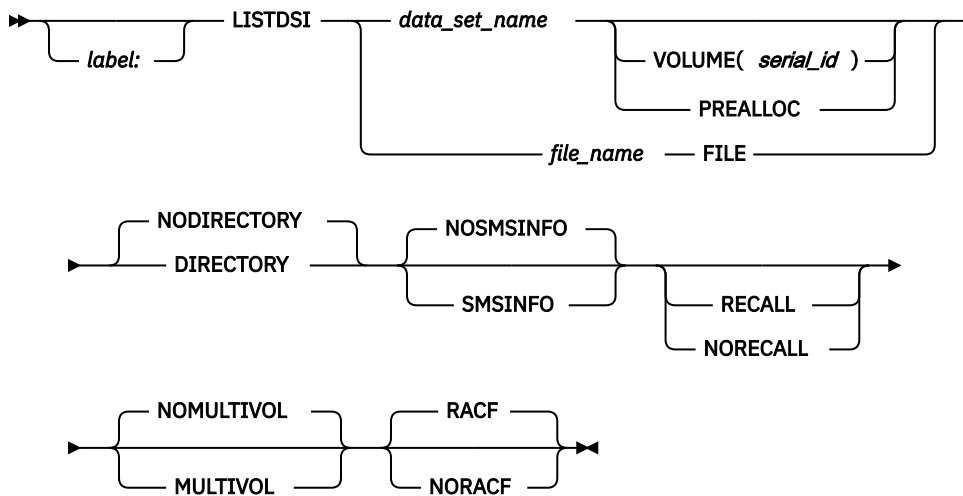 LISTDSI data_set_name
label: VOLUME( serial_id )
PREALLOC
file_name FILE
NODIRECTORY NOSMSINFO
DIRECTORY
SMSINFO RECALL
NORECALL
NOMULTIVOL RACF
MULTIVOL NORACF